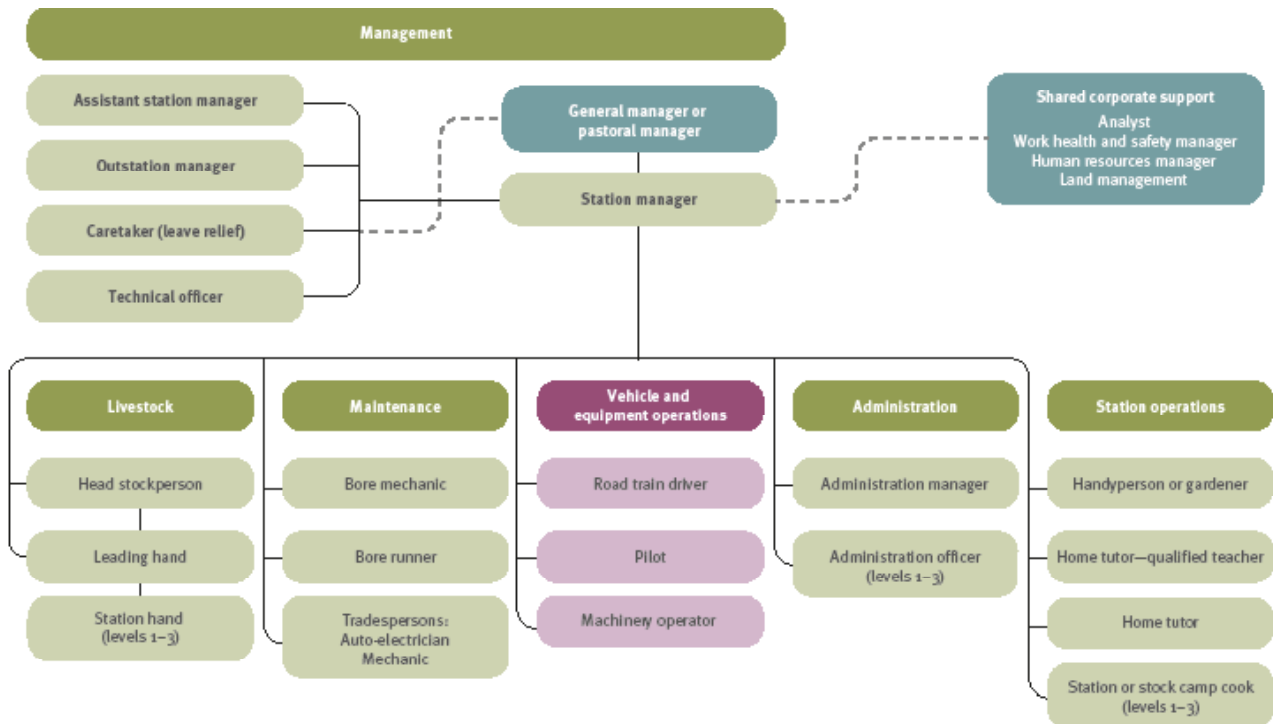 Management
Assistant station manager
Outstation manager
Caretaker (leave relief)
Technical officer
General manager or
pastoral manager
Station manager
Shared corporate support
Analyst
Work health and safety manager
Human resources manager
Land management
Livestock
Head stockperson
Leading hand
Station hand
(levels 1–3)
Maintenance
Bore mechanic
Bore runner
Tradespersons:
Auto-electrician
Mechanic
Vehicle and
equipment operations
Road train driver
Pilot
Machinery operator
Administration
Administration manager
Administration officer
(levels 1–3)
Station operations
Handyperson or gardener
Home tutor—qualified teacher
Home tutor
Station or stock camp cook
(levels 1–3)